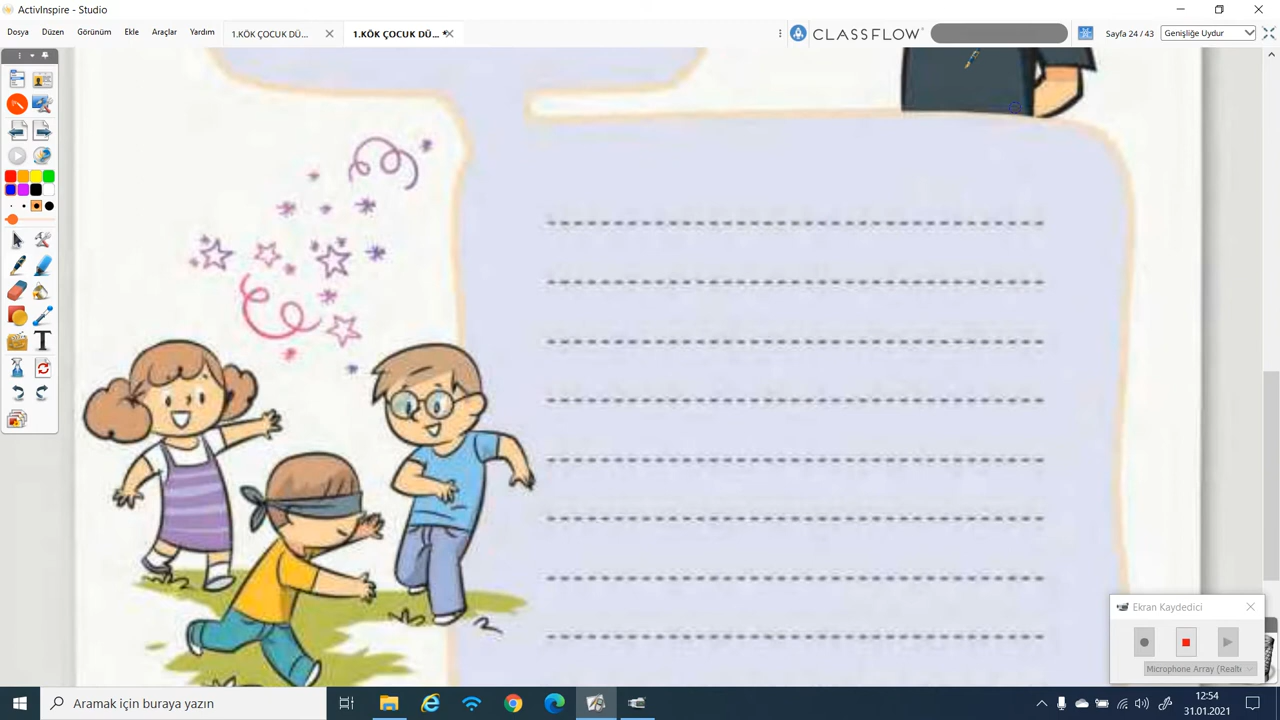 ActivInspire - Studio
Dosya Düzen Görünüm Ekle Araçlar Yardım
1.KÖK ÇOCUK DÜ...
1.KÖK ÇOCUK DÜ... *
CLASSFLOW
Sayfa 24 / 43
Genişliğe Uydur
T
Ekran Kaydedici
Microphone Array (Realte
Aramak için buraya yazın
12:54
31.01.2021